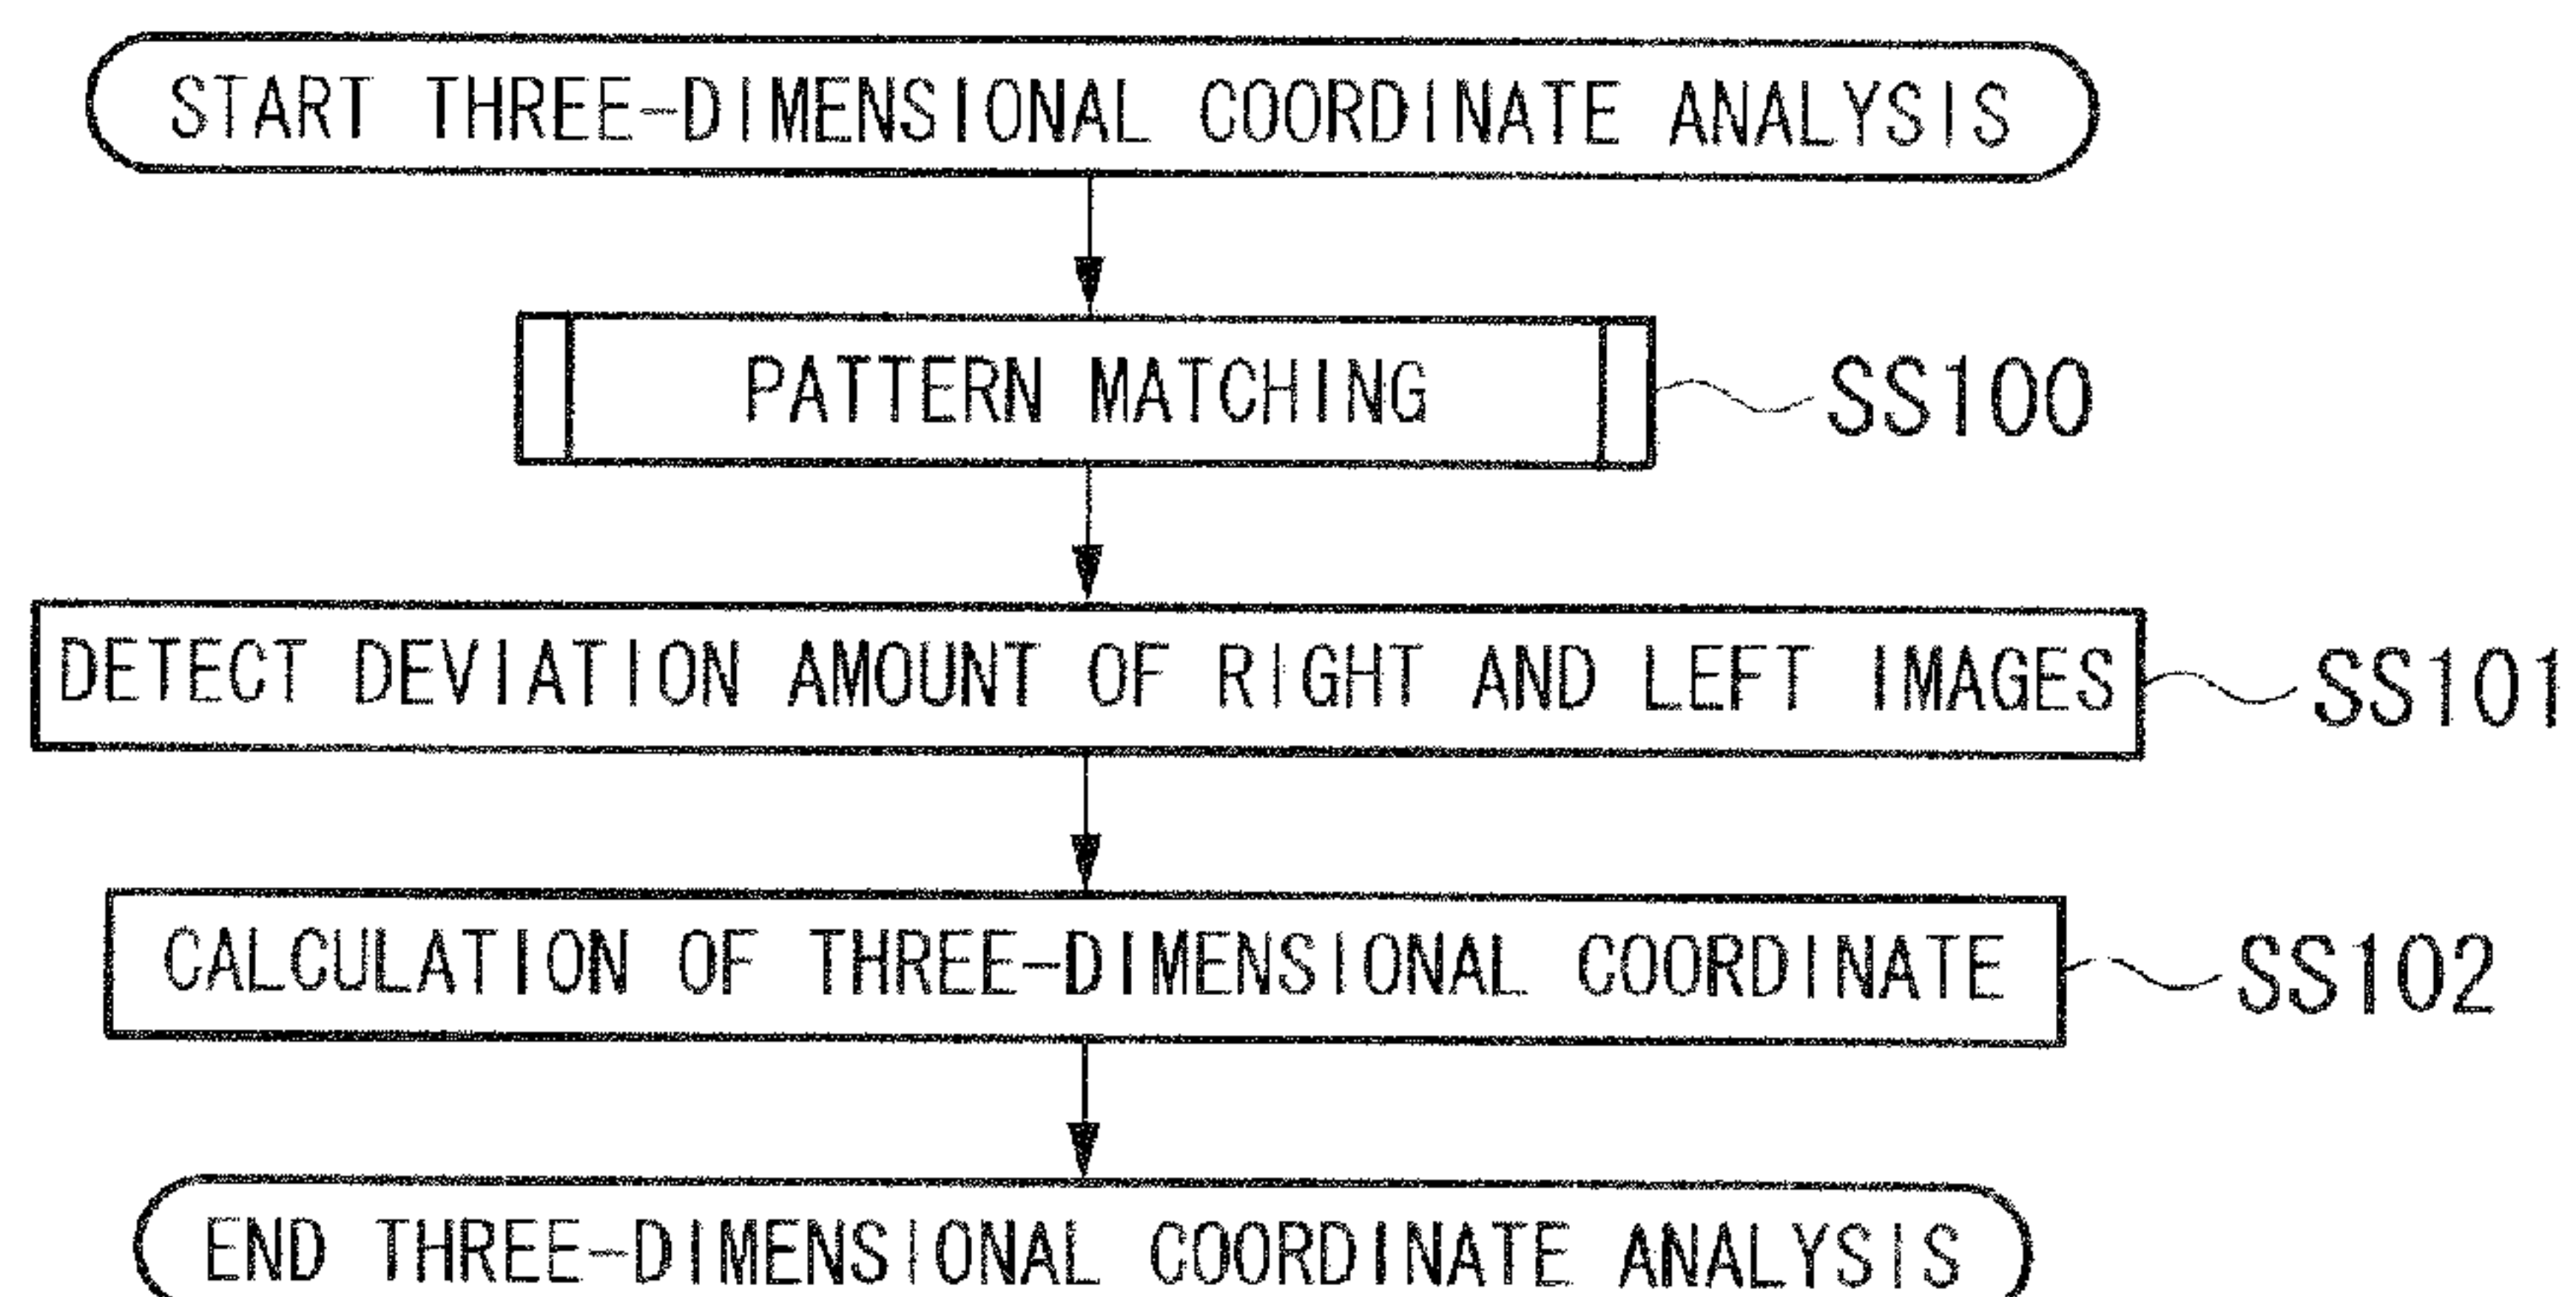 START THREE-DIMENSIONAL COORDINATE ANALYSIS
PATTERN MATCHING
SS100
DETECT DEVIATION AMOUNT OF RIGHT AND LEFT IMAGES
SS101
CALCULATION OF THREE-DIMENSIONAL COORDINATE
SS102
END THREE-DIMENSIONAL COORDINATE ANALYSIS